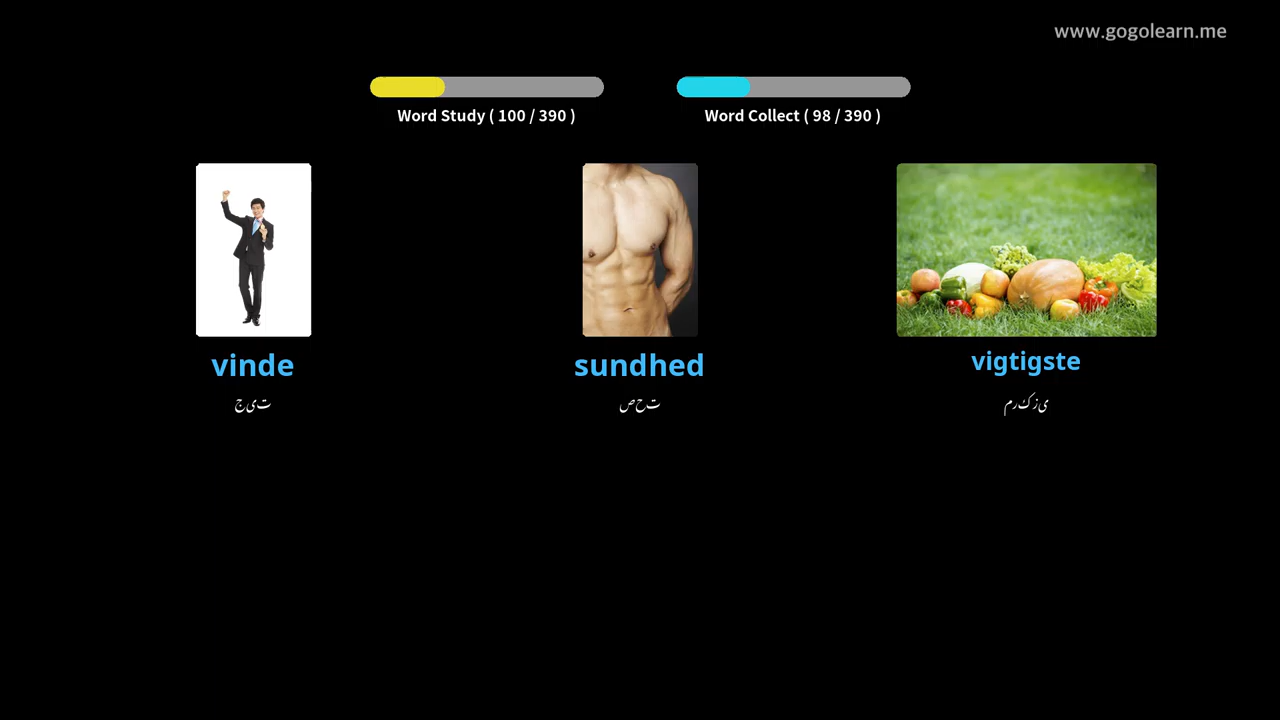 www.gogolearn.me
Word Study ( 100 / 390 )
Word Collect ( 98 / 390 )
vinde
sundhed
vigtigste
جیت
صحت
مرکزی